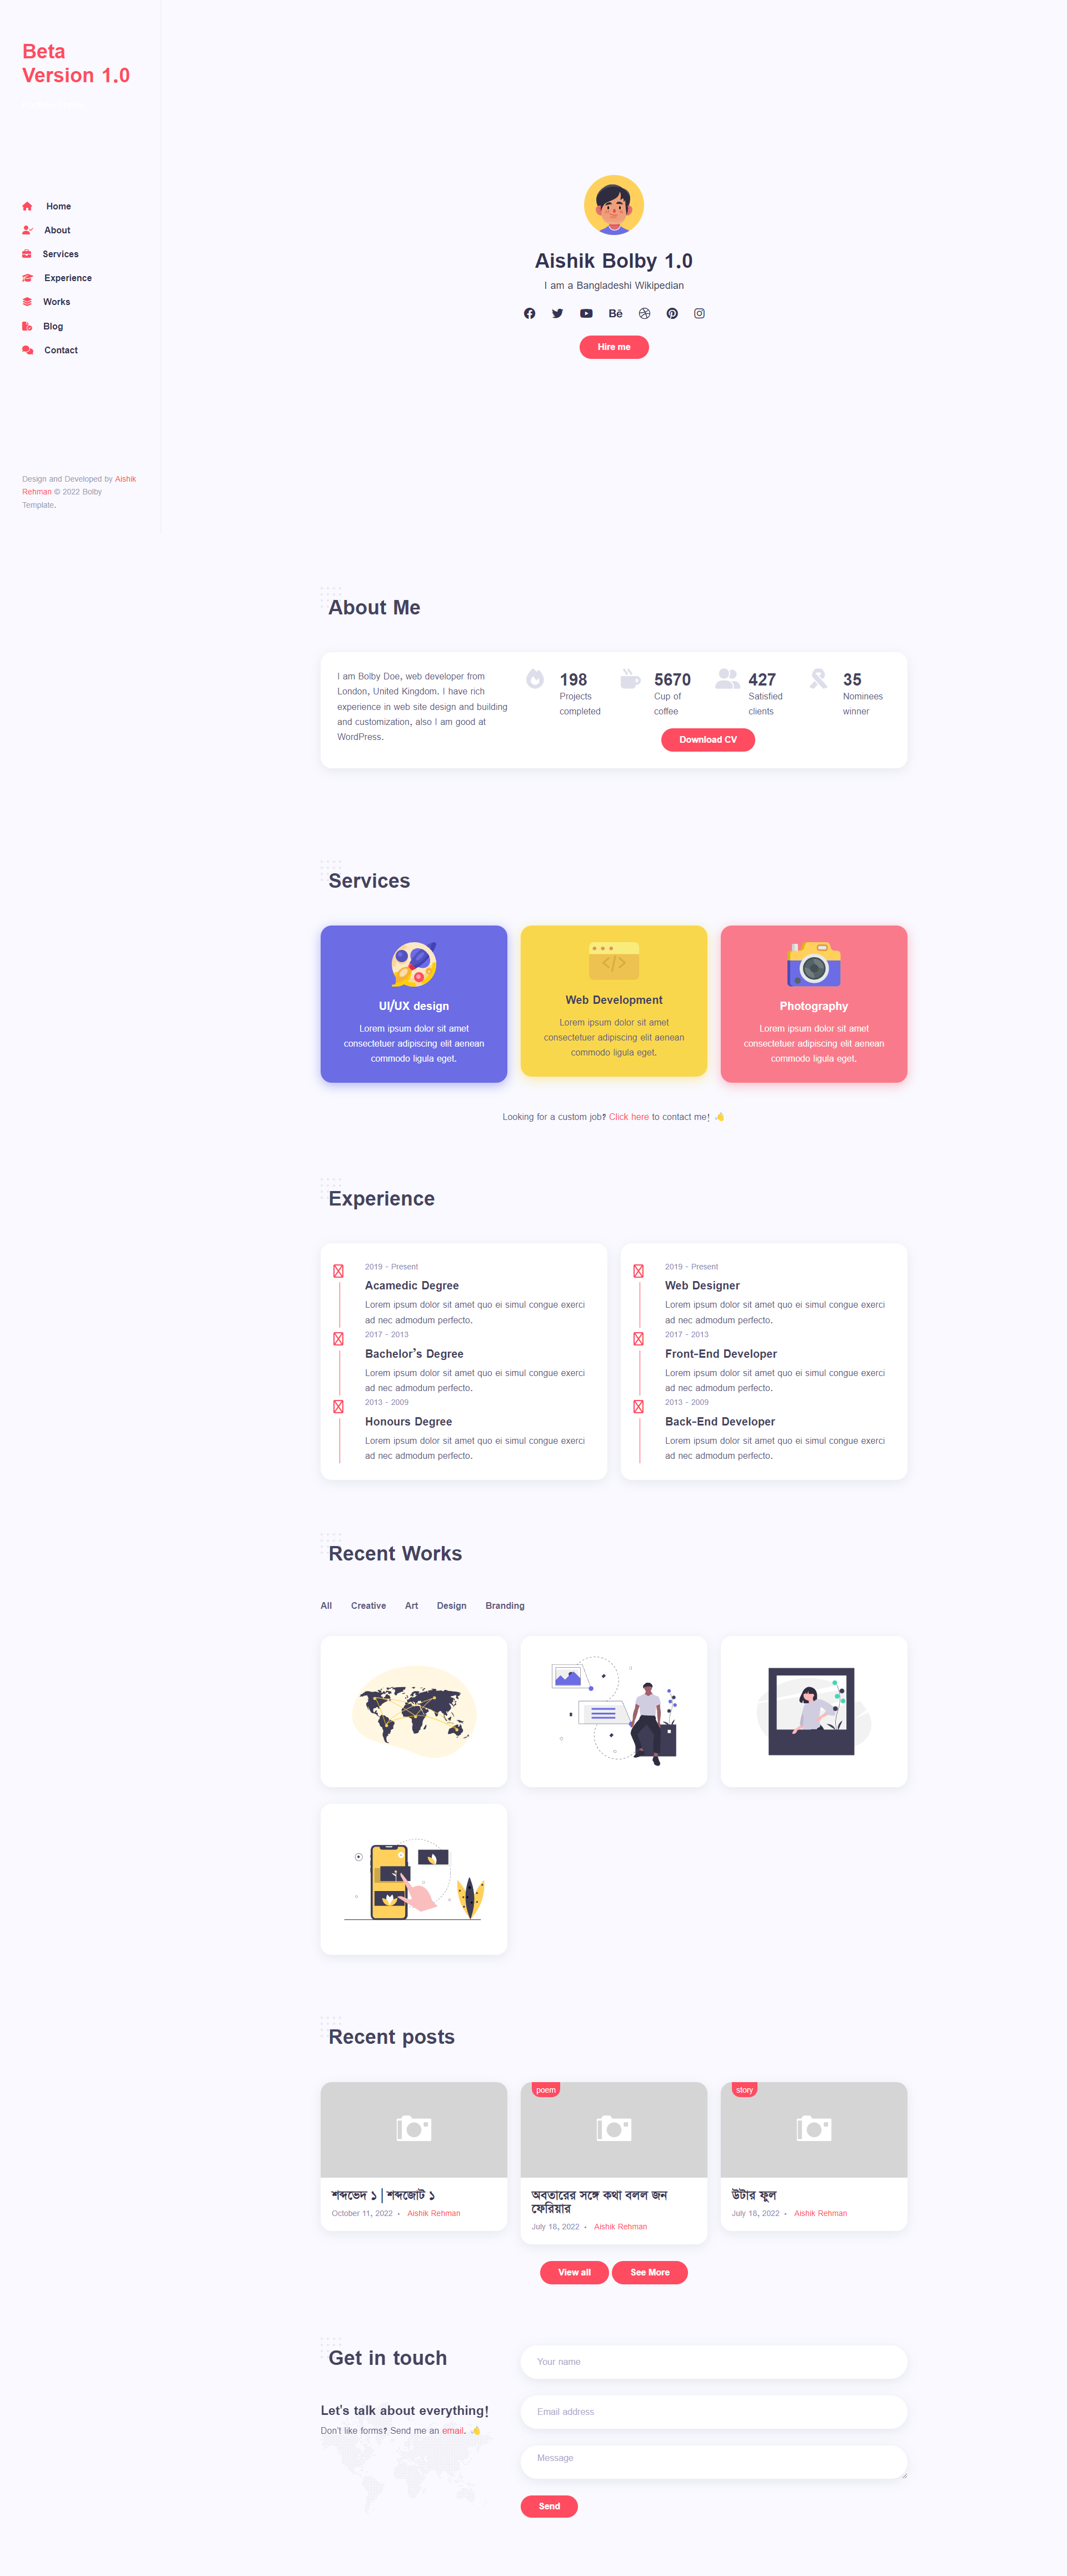 Beta
Version 1.0
Home
About
Services
Experience
Works
Blog
Contact
Design and Developed by Aishik
Rehman © 2022 Bolby
Template.
Aishik Bolby 1.0
I am a Bangladeshi Wikipedian
Hire me
About Me
I am Bolby Doe, web developer from
London, United Kingdom. I have rich
experience in web site design and building
and customization, also I am good at
WordPress.
198
Projects
completed
5670
Cup of
coffee
427
Satisfied
clients
35
Nominees
winner
Download CV
Services
UI/UX design
Lorem ipsum dolor sit amet
consectetuer adipiscing elit aenean
commodo ligula eget.
Web Development
Lorem ipsum dolor sit amet
consectetuer adipiscing elit aenean
commodo ligula eget.
Photography
Lorem ipsum dolor sit amet
consectetuer adipiscing elit aenean
commodo ligula eget.
Looking for a custom job? Click here to contact me! 👋
Experience
2019 - Present
Acamedic Degree
Lorem ipsum dolor sit amet quo ei simul congue exerci
ad nec admodum perfecto.
2017 - 2013
Bachelor's Degree
Lorem ipsum dolor sit amet quo ei simul congue exerci
ad nec admodum perfecto.
2013 - 2009
Honours Degree
Lorem ipsum dolor sit amet quo ei simul congue exerci
ad nec admodum perfecto.
2019 - Present
Web Designer
Lorem ipsum dolor sit amet quo ei simul congue exerci
ad nec admodum perfecto.
2017 - 2013
Front-End Developer
Lorem ipsum dolor sit amet quo ei simul congue exerci
ad nec admodum perfecto.
2013 - 2009
Back-End Developer
Lorem ipsum dolor sit amet quo ei simul congue exerci
ad nec admodum perfecto.
Recent Works
All Creative Art Design Branding
Recent posts
শব্দভেদ ১ | শব্দজোট ১
October 11, 2022 • Aishik Rehman
poem
অবতারের সঙ্গে কথা বলল জন
ফেরিয়ার
July 18, 2022 • Aishik Rehman
story
উটার ফুল
July 18, 2022 • Aishik Rehman
View all
See More
Get in touch
Let's talk about everything!
Don't like forms? Send me an email. 👋
Your name
Email address
Message
Send